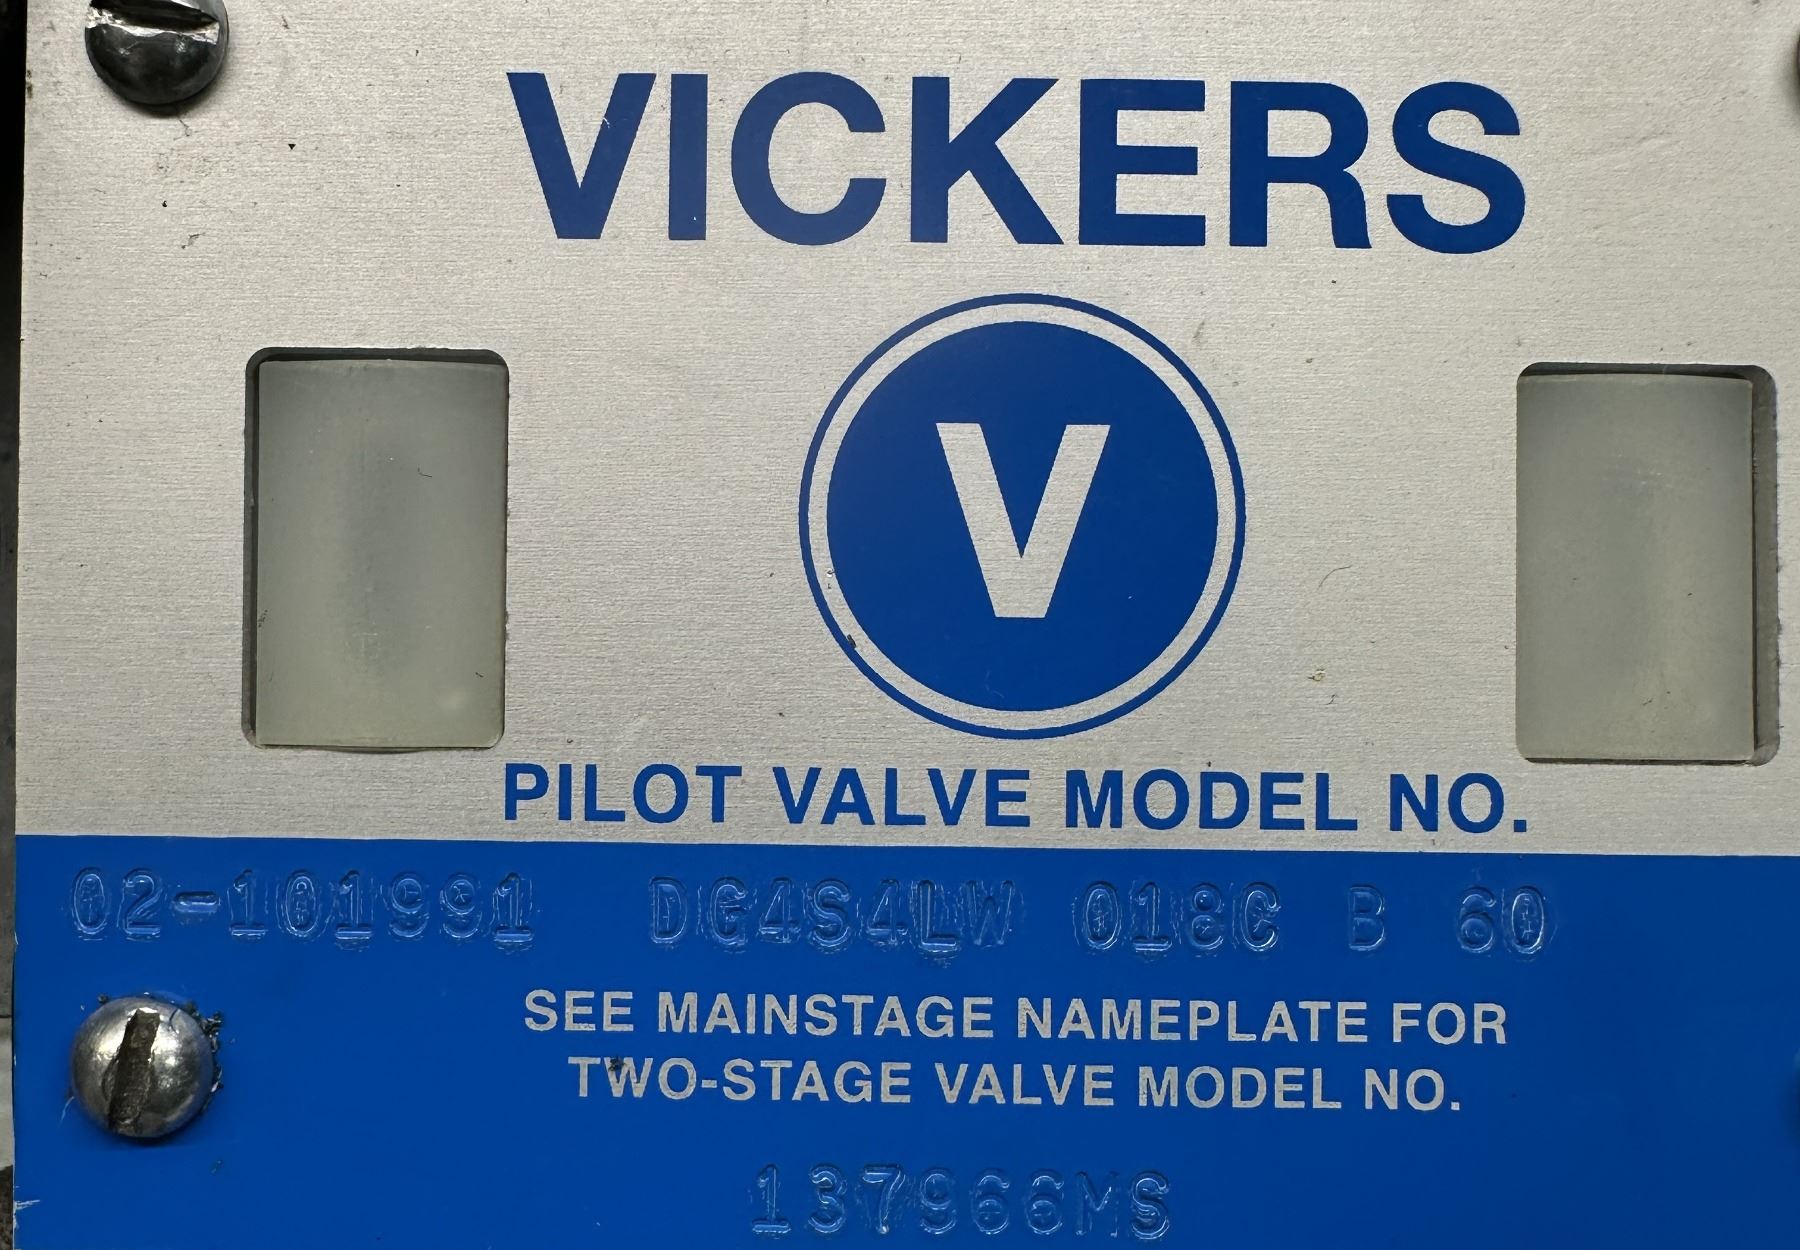 VICKERS
V
PILOT VALVE MODEL NO.
02-101991 DG4S4LW 018C B 60
SEE MAINSTAGE NAMEPLATE FOR
TWO-STAGE VALVE MODEL NO.
137966MS